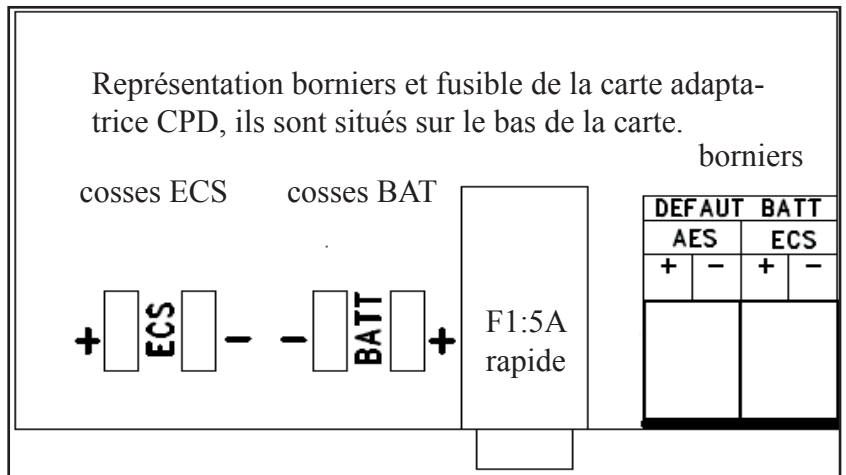 Représentation borniers et fusible de la carte adapta-
trice CPD, ils sont situés sur le bas de la carte.
borniers
cosses ECS
cosses BAT
DEFAUT BATT
AES ECS
+ - + -
+ ECS -
- BATT +
F1:5A
rapide